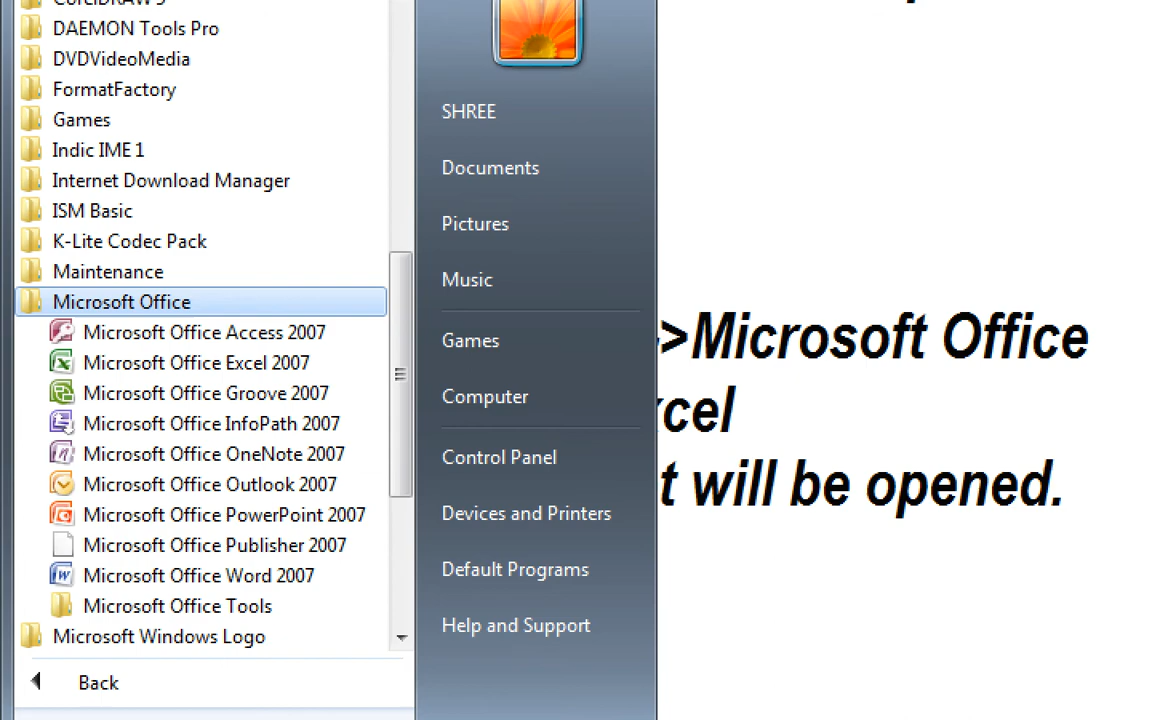 DAEMON Tools Pro
DVDVideoMedia
FormatFactory
Games
Indic IME 1
Internet Download Manager
ISM Basic
K-Lite Codec Pack
Maintenance
Microsoft Office
Microsoft Office Access 2007
Microsoft Office Excel 2007
Microsoft Office Groove 2007
Microsoft Office InfoPath 2007
Microsoft Office OneNote 2007
Microsoft Office Outlook 2007
Microsoft Office PowerPoint 2007
Microsoft Office Publisher 2007
Microsoft Office Word 2007
Microsoft Office Tools
Microsoft Windows Logo
Back
SHREE
Documents
Pictures
Music
Games
Computer
Control Panel
Devices and Printers
Default Programs
Help and Support
>Microsoft Office
cel
t will be opened.